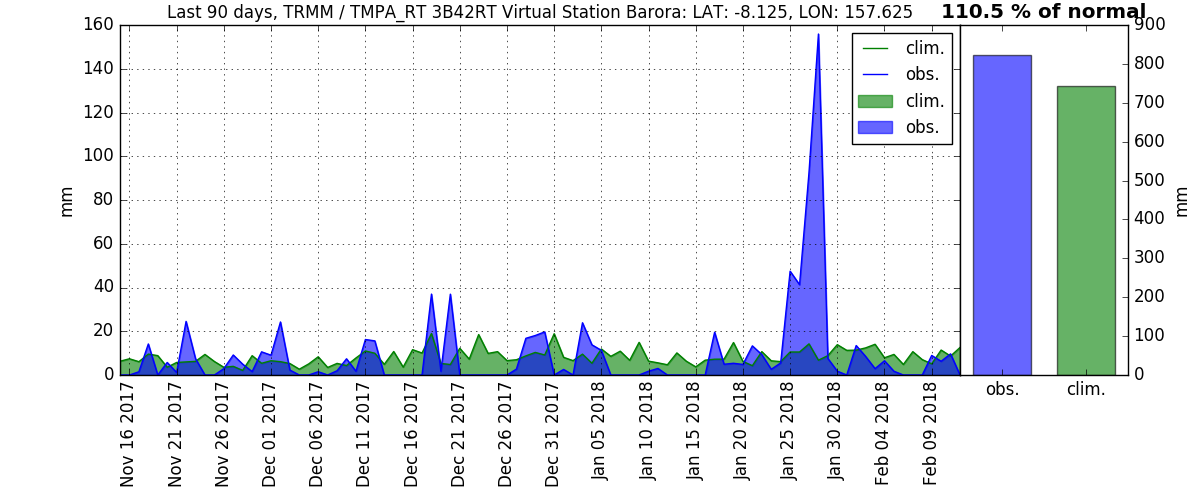 Last 90 days, TRMM / TMPA_RT 3B42RT Virtual Station Barora: LAT: -8.125, LON: 157.625
110.5 % of normal
160
140
120
100
80
60
40
20
0
mm
clim.
obs.
clim.
obs.
900
800
700
600
500
400
300
200
100
0
mm
obs.
clim.
Nov 16 2017
Nov 21 2017
Nov 26 2017
Dec 01 2017
Dec 06 2017
Dec 11 2017
Dec 16 2017
Dec 21 2017
Dec 26 2017
Dec 31 2017
Jan 05 2018
Jan 10 2018
Jan 15 2018
Jan 20 2018
Jan 25 2018
Jan 30 2018
Feb 04 2018
Feb 09 2018